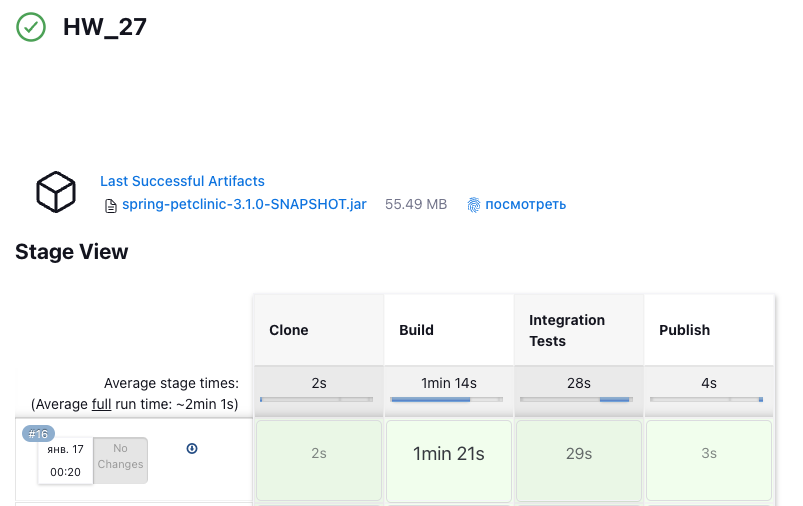 HW_27
Last Successful Artifacts
spring-petclinic-3.1.0-SNAPSHOT.jar 55.49 MB посмотреть
Stage View
Clone Build Integration Tests Publish
Average stage times: 2s 1min 14s 28s 4s
(Average full run time: ~2min 1s)
#16
янв. 17 No Changes
00:20
2s 1min 21s 29s 3s